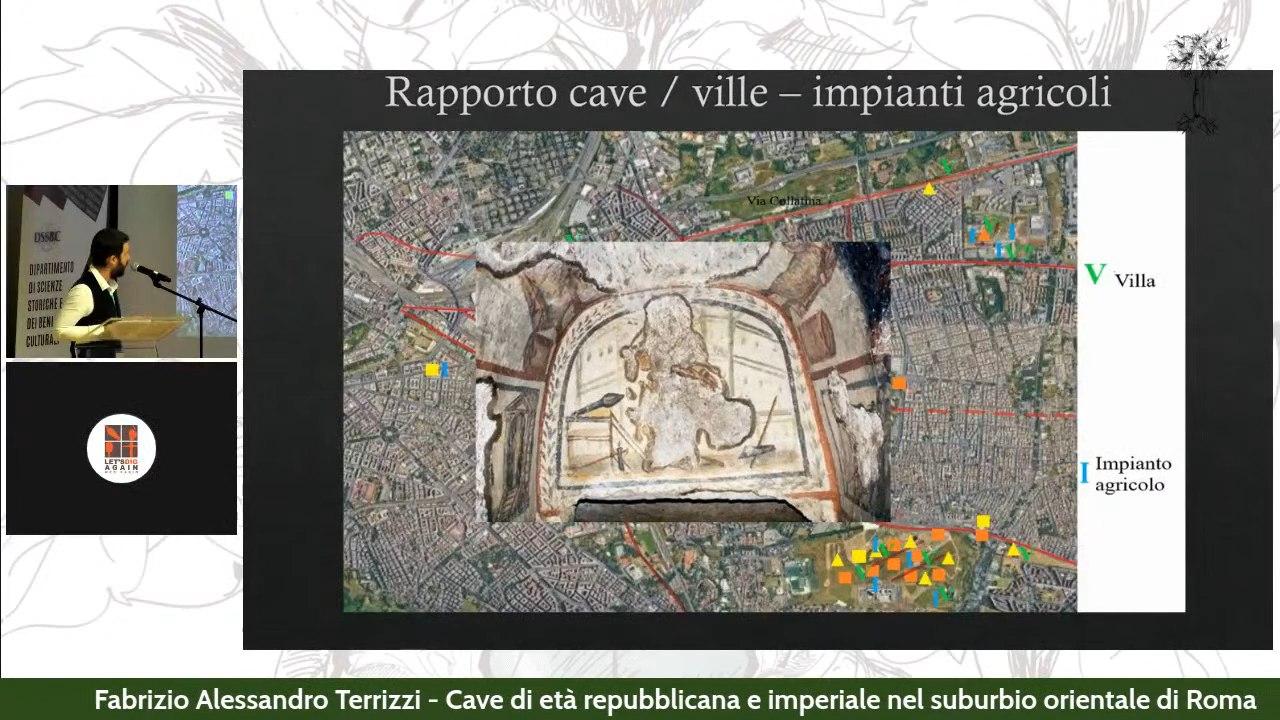 Rapporto cave / ville – impianti agricoli
Via Collatina
V Villa
I Impianto
agricolo
DSSBC
DIPARTIMENTO
DI SCIENZE
STORICHE E
DEI BENI
CULTURALI
LET'SDIG
AGAIN
Fabrizio Alessandro Terrizzi - Cave di età repubblicana e imperiale nel suburbio orientale di Roma